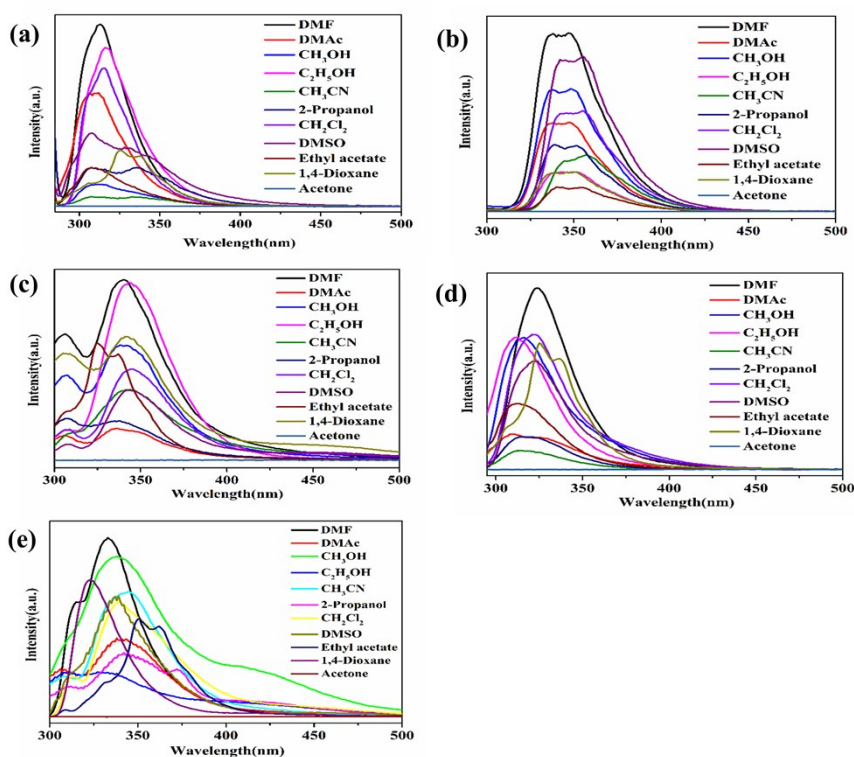 (a)
Intensity(a.u.)
DMF
DMAc
CH₃OH
C₂H₅OH
CH₃CN
2-Propanol
CH₂Cl₂
DMSO
Ethyl acetate
1,4-Dioxane
Acetone
300 350 400 450 500
Wavelength(nm)
(b)
Intensity(a.u.)
DMF
DMAc
CH₃OH
C₂H₅OH
CH₃CN
2-Propanol
CH₂Cl₂
DMSO
Ethyl acetate
1,4-Dioxane
Acetone
300 350 400 450 500
Wavelength(nm)
(c)
Intensity(a.u.)
DMF
DMAc
CH₃OH
C₂H₅OH
CH₃CN
2-Propanol
CH₂Cl₂
DMSO
Ethyl acetate
1,4-Dioxane
Acetone
300 350 400 450 500
Wavelength(nm)
(d)
Intensity(a.u.)
DMF
DMAc
CH₃OH
C₂H₅OH
CH₃CN
2-Propanol
CH₂Cl₂
DMSO
Ethyl acetate
1,4-Dioxane
Acetone
300 350 400 450 500
Wavelength(nm)
(e)
Intensity(a.u.)
DMF
DMAc
CH₃OH
C₂H₅OH
CH₃CN
2-Propanol
CH₂Cl₂
DMSO
Ethyl acetate
1,4-Dioxane
Acetone
300 350 400 450 500
Wavelength(nm)